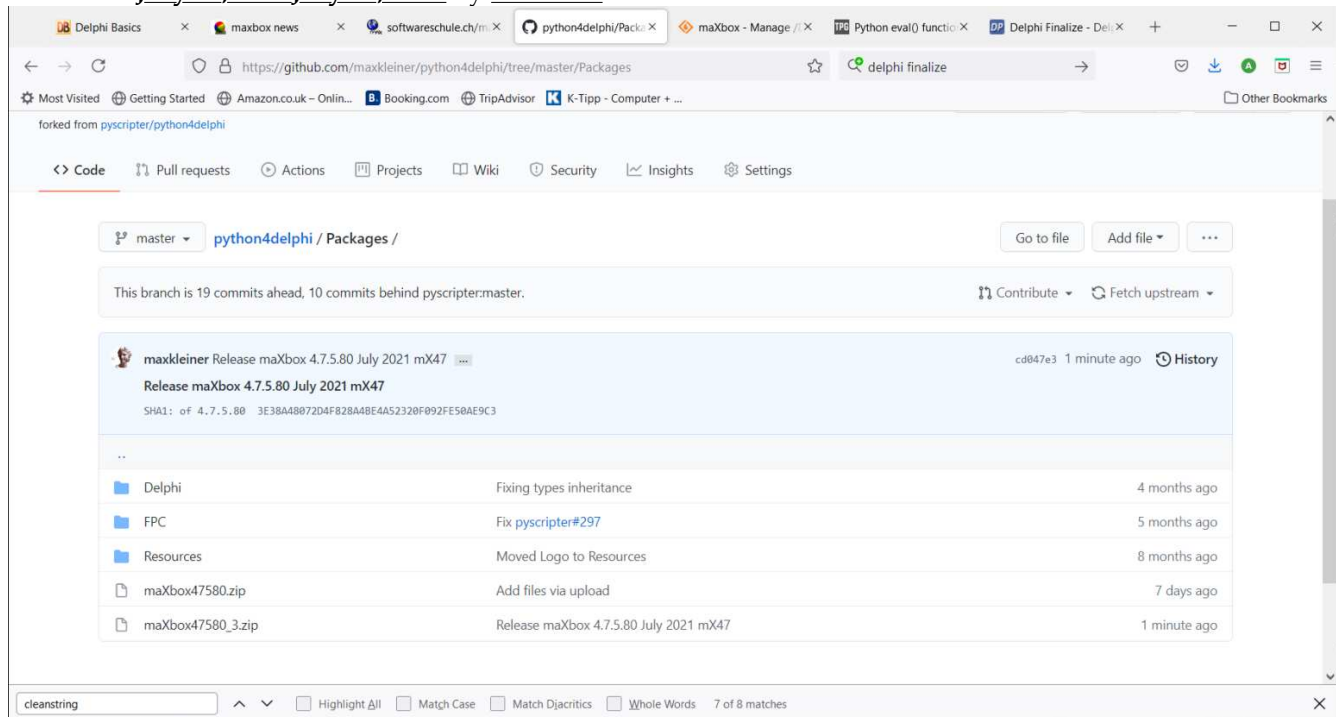 Delphi Basics × maxbox news × softwareschule.ch/m × python4delphi/Packa × maXbox - Manage / × Python eval() functio × Delphi Finalize - Del × +
https://github.com/maxkleiner/python4delphi/tree/master/Packages delphi finalize
Most Visited Getting Started Amazon.co.uk – Onlin... Booking.com TripAdvisor K-Tipp - Computer + ... Other Bookmarks
forked from pyscripter/python4delphi
<> Code Pull requests Actions Projects Wiki Security Insights Settings
master python4delphi / Packages / Go to file Add file ...
This branch is 19 commits ahead, 10 commits behind pyscripter:master. Contribute Fetch upstream
maxkleiner Release maXbox 4.7.5.80 July 2021 mX47 ... cd047e3 1 minute ago History
Release maXbox 4.7.5.80 July 2021 mX47
SHA1: of 4.7.5.80 3E38A48072D4F828A4BE4A52320F092FE50AE9C3
..
Delphi Fixing types inheritance 4 months ago
FPC Fix pyscripter#297 5 months ago
Resources Moved Logo to Resources 8 months ago
maXbox47580.zip Add files via upload 7 days ago
maXbox47580_3.zip Release maXbox 4.7.5.80 July 2021 mX47 1 minute ago
cleanstring Highlight All Match Case Match Diacritics Whole Words 7 of 8 matches